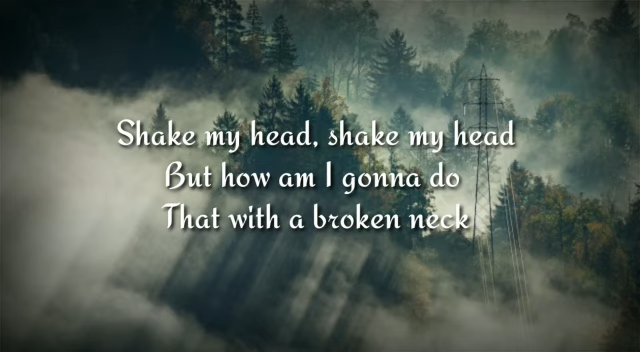 Shake my head, shake my head
But how am I gonna do
That with a broken neck